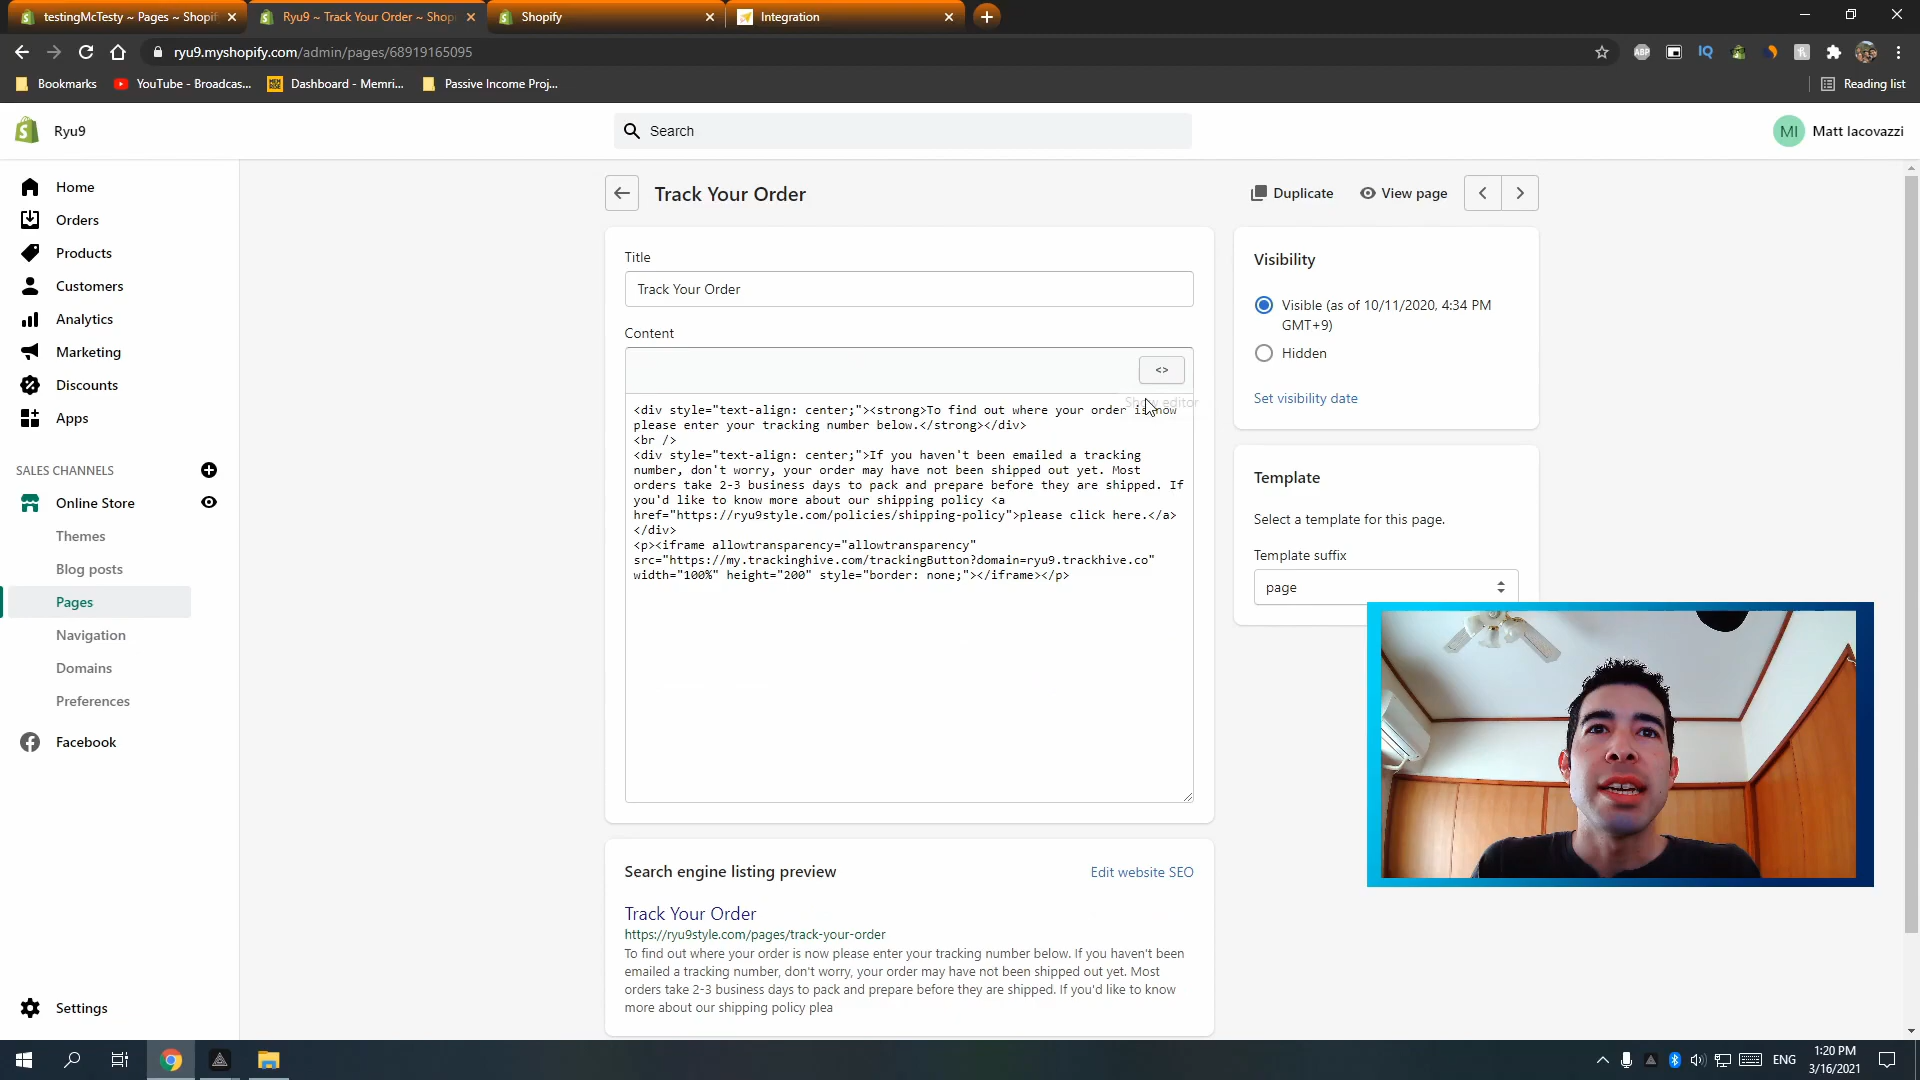 testingMcTesty ~ Pages ~ Shopif
Ryu9 ~ Track Your Order ~ Shop
Shopify
Integration
ryu9.myshopify.com/admin/pages/68919165095
ABP
IQ
Bookmarks
YouTube - Broadcas...
Dashboard - Memri...
Passive Income Proj...
Reading list
Ryu9
Search
MI
Matt Iacovazzi
Home
Orders
Products
Customers
Analytics
Marketing
Discounts
Apps
SALES CHANNELS
Online Store
Themes
Blog posts
Pages
Navigation
Domains
Preferences
Facebook
Settings
Track Your Order
Duplicate
View page
Title
Track Your Order
Content
<>
Show editor
<div style="text-align: center;"><strong>To find out where your order is now
please enter your tracking number below.</strong></div>
<br />
<div style="text-align: center;">If you haven't been emailed a tracking
number, don't worry, your order may have not been shipped out yet. Most
orders take 2-3 business days to pack and prepare before they are shipped. If
you'd like to know more about our shipping policy <a
href="https://ryu9style.com/policies/shipping-policy">please click here.</a>
</div>
<p><iframe allowtransparency="allowtransparency"
src="https://my.trackinghive.com/trackingButton?domain=ryu9.trackhive.co"
width="100%" height="200" style="border: none;"></iframe></p>
Search engine listing preview
Edit website SEO
Track Your Order
https://ryu9style.com/pages/track-your-order
To find out where your order is now please enter your tracking number below. If you haven't been
emailed a tracking number, don't worry, your order may have not been shipped out yet. Most
orders take 2-3 business days to pack and prepare before they are shipped. If you'd like to know
more about our shipping policy plea
Visibility
Visible (as of 10/11/2020, 4:34 PM
GMT+9)
Hidden
Set visibility date
Template
Select a template for this page.
Template suffix
page
ENG
1:20 PM
3/16/2021